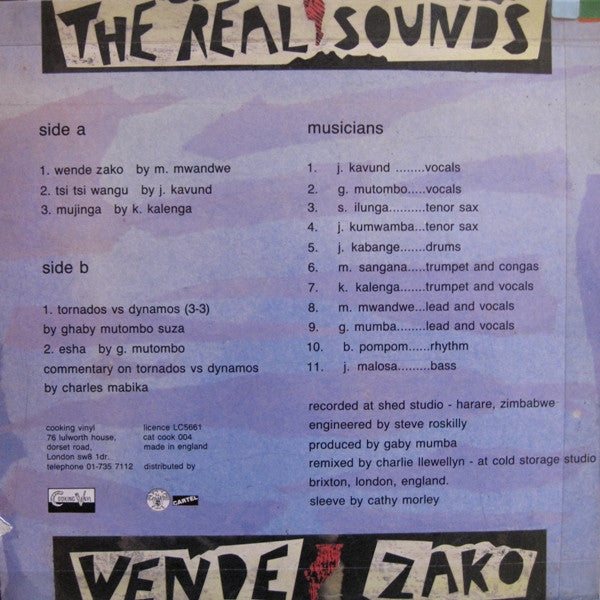 THE REAL SOUNDS
side a
1. wende zako by m. mwandwe
2. tsi tsi wangu by j. kavund
3. mujinga by k. kalenga
side b
1. tornados vs dynamos (3-3)
by ghaby mutombo suza
2. esha by g. mutombo
commentary on tornados vs dynamos
by charles mabika
cooking vinyl
76 lulworth house,
dorset road,
London sw8 1dr.
telephone 01-735 7112
licence LC5661
cat cook 004
made in england
distributed by
COOKING VINYL
CARTEL
musicians
1. j. kavund ........vocals
2. g. mutombo.....vocals
3. s. ilunga..........tenor sax
4. j. kumwamba...tenor sax
5. j. kabange......drums
6. m. sangana.....trumpet and congas
7. k. kalenga.......trumpet and vocals
8. m. mwandwe...lead and vocals
9. g. mumba........lead and vocals
10. b. pompom......rhythm
11. j. malosa.........bass
recorded at shed studio - harare, zimbabwe
engineered by steve roskilly
produced by gaby mumba
remixed by charlie llewellyn - at cold storage studio
brixton, london, england.
sleeve by cathy morley
WENDE ZAKO